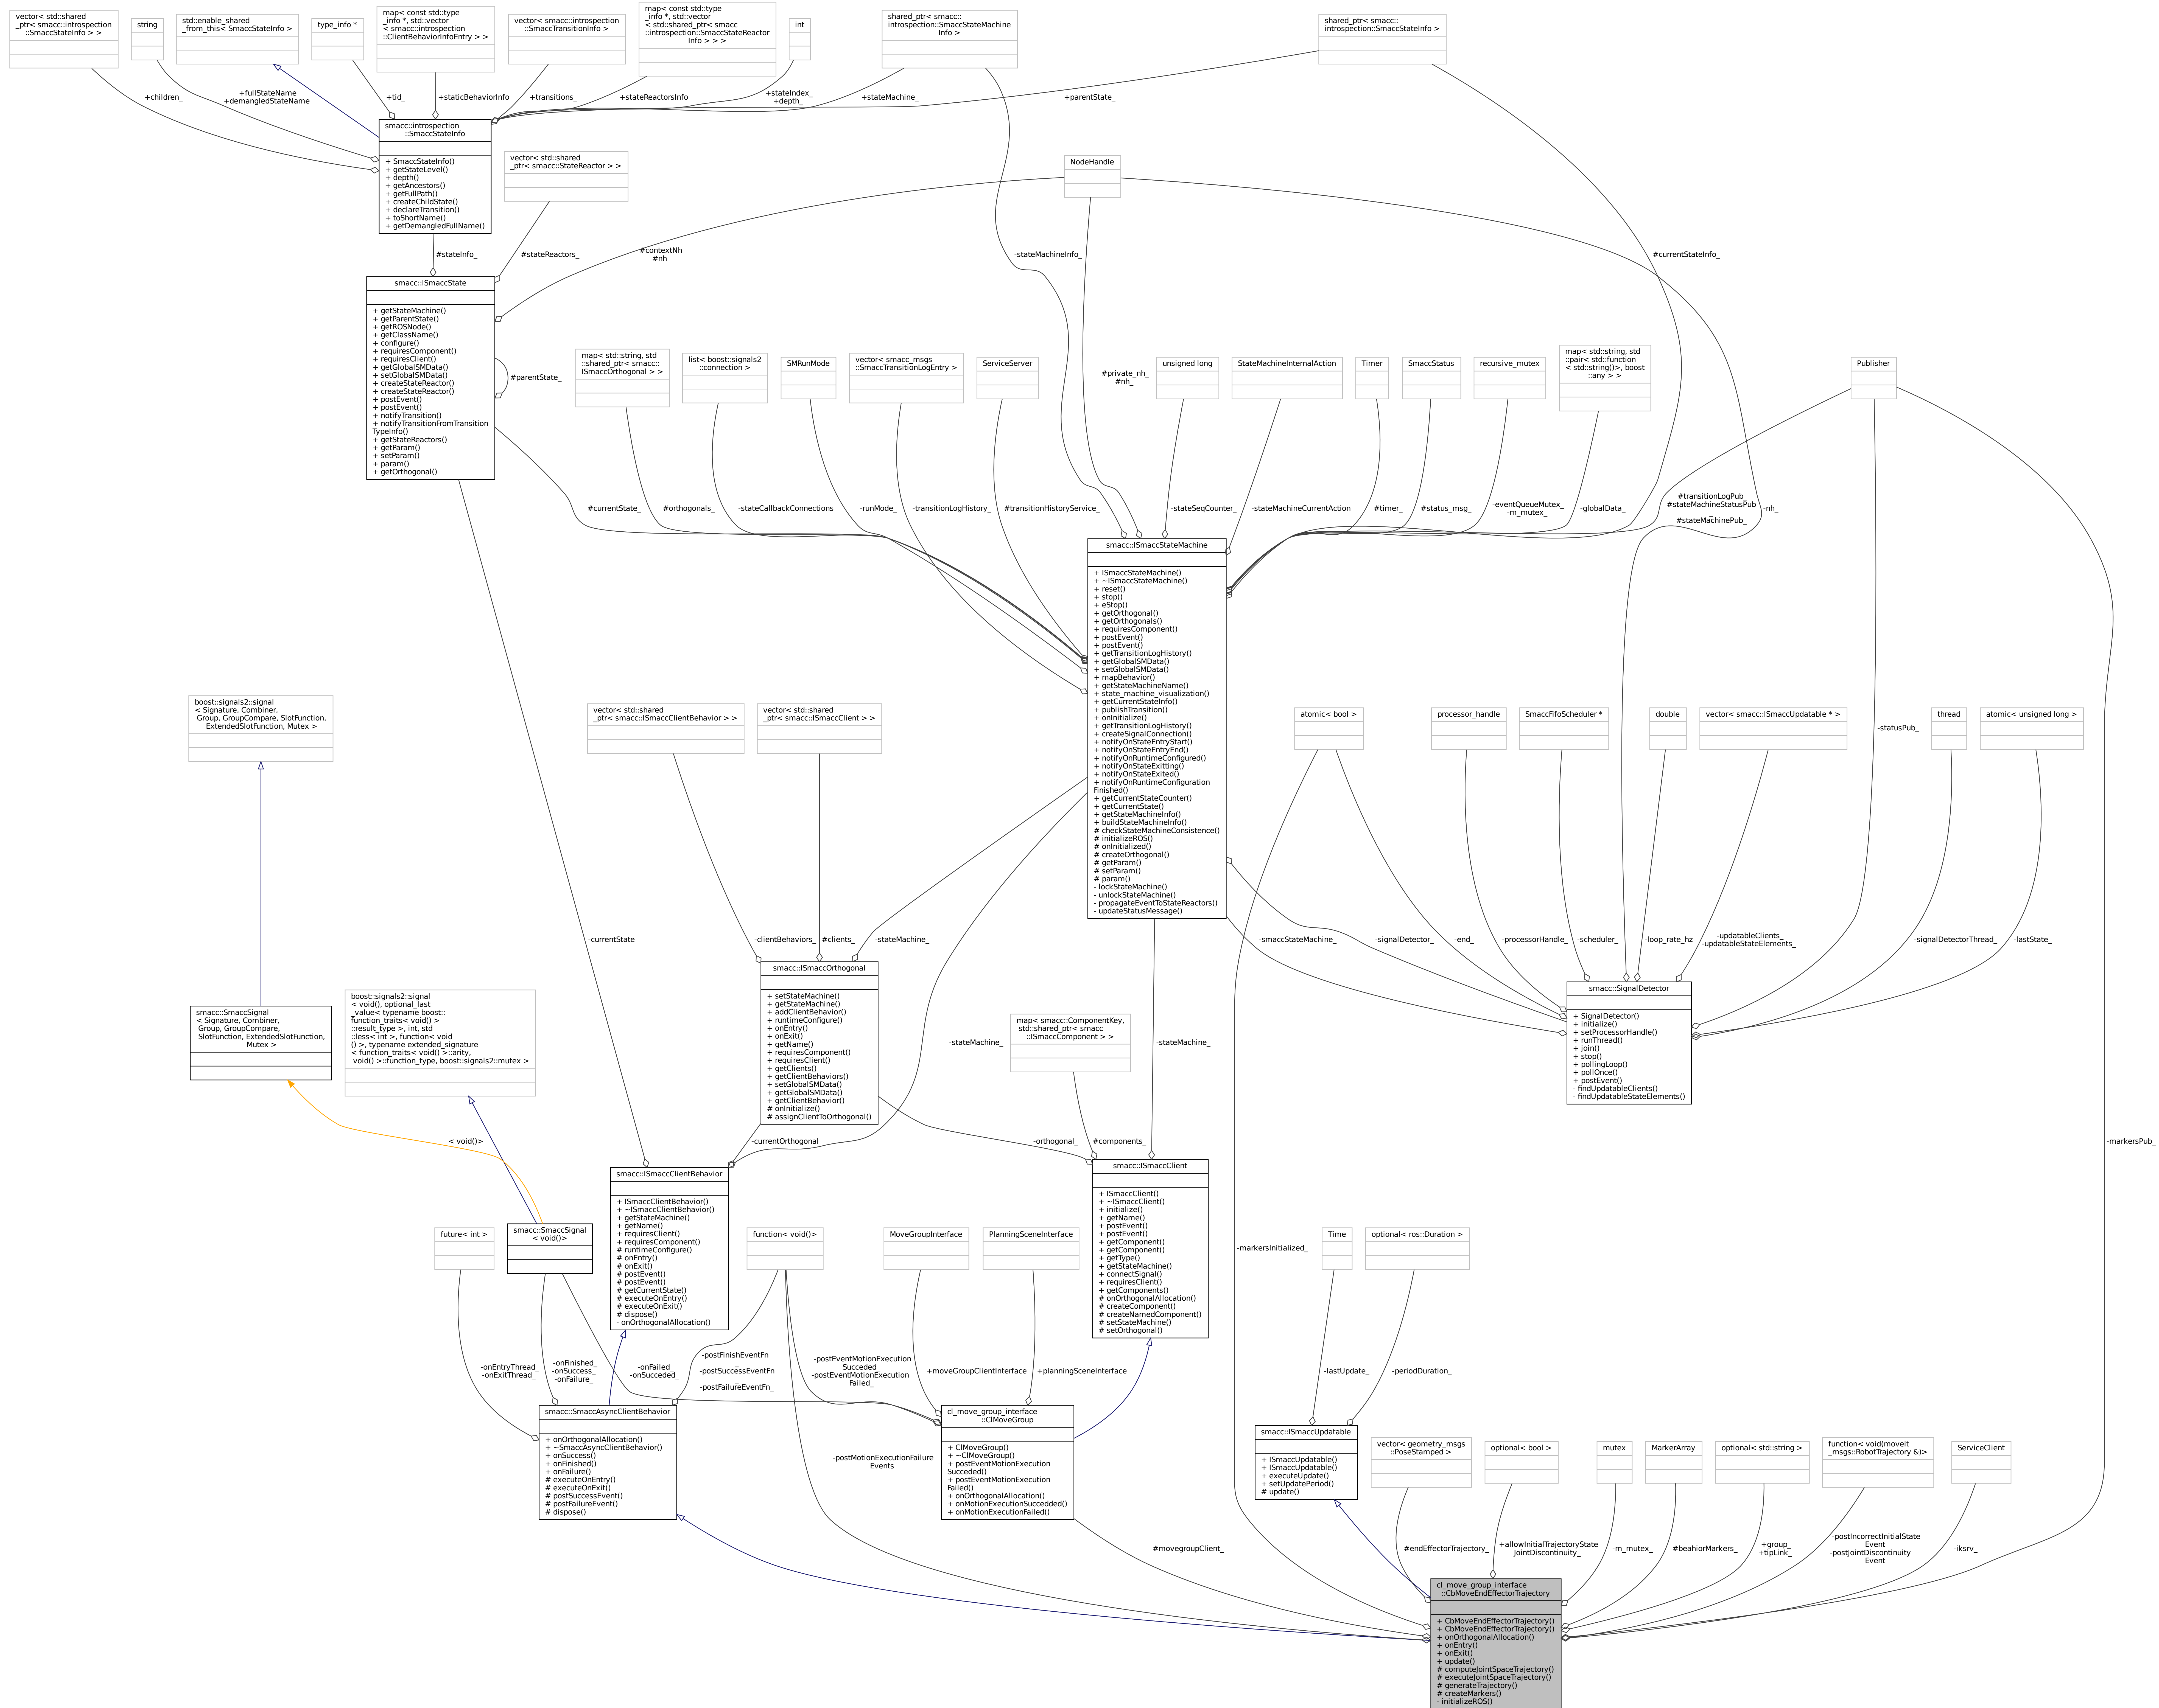 vector< std::shared
_ptr< smacc::introspection
::SmaccStateInfo > >
string
std::enable_shared
_from_this< SmaccStateInfo >
type_info *
map< const std::type
_info *, std::vector
< smacc::introspection
::ClientBehaviorInfoEntry > >
vector< smacc::introspection
::SmaccTransitionInfo >
map< const std::type
_info *, std::vector
< std::shared_ptr< smacc
::introspection::SmaccStateReactor
Info > > >
int
shared_ptr< smacc::
introspection::SmaccStateMachine
Info >
shared_ptr< smacc::
introspection::SmaccStateInfo >
+children_
+fullStateName
+demangledStateName
+tid_
+staticBehaviorInfo
+transitions_
+stateReactorsInfo
+stateIndex_
+depth_
+stateMachine_
+parentState_
smacc::introspection
::SmaccStateInfo
+ SmaccStateInfo()
+ getStateLevel()
+ depth()
+ getAncestors()
+ getFullPath()
+ createChildState()
+ declareTransition()
+ toShortName()
+ getDemangledFullName()
vector< std::shared
_ptr< smacc::StateReactor > >
NodeHandle
#stateInfo_
#stateReactors_
#contextNh
#nh
-stateMachineInfo_
#currentStateInfo_
smacc::ISmaccState
+ getStateMachine()
+ getParentState()
+ getROSNode()
+ getClassName()
+ configure()
+ requiresComponent()
+ requiresClient()
+ getGlobalSMData()
+ setGlobalSMData()
+ createStateReactor()
+ createStateReactor()
+ postEvent()
+ postEvent()
+ notifyTransition()
+ notifyTransitionFromTransition
TypeInfo()
+ getStateReactors()
+ getParam()
+ setParam()
+ param()
+ getOrthogonal()
#parentState_
map< std::string, std
::shared_ptr< smacc::
ISmaccOrthogonal > >
list< boost::signals2
::connection >
SMRunMode
vector< smacc_msgs
::SmaccTransitionLogEntry >
ServiceServer
#private_nh_
#nh_
unsigned long
StateMachineInternalAction
Timer
SmaccStatus
recursive_mutex
map< std::string, std
::pair< std::function
< std::string()>, boost
::any > >
Publisher
#currentState_
#orthogonals_
-stateCallbackConnections
-runMode_
-transitionLogHistory_
#transitionHistoryService_
-stateSeqCounter_
-stateMachineCurrentAction
#timer_
#status_msg_
-eventQueueMutex_
-m_mutex_
-globalData_
#transitionLogPub_
#stateMachineStatusPub
_
#stateMachinePub_
-nh_
smacc::ISmaccStateMachine
+ ISmaccStateMachine()
+ ~ISmaccStateMachine()
+ reset()
+ stop()
+ eStop()
+ getOrthogonal()
+ getOrthogonals()
+ requiresComponent()
+ postEvent()
+ postEvent()
+ getTransitionLogHistory()
+ getGlobalSMData()
+ setGlobalSMData()
+ mapBehavior()
+ getStateMachineName()
+ state_machine_visualization()
+ getCurrentStateInfo()
+ publishTransition()
+ onInitialize()
+ getTransitionLogHistory()
+ createSignalConnection()
+ notifyOnStateEntryStart()
+ notifyOnStateEntryEnd()
+ notifyOnRuntimeConfigured()
+ notifyOnStateExitting()
+ notifyOnStateExited()
+ notifyOnRuntimeConfiguration
Finished()
+ getCurrentStateCounter()
+ getCurrentState()
+ getStateMachineInfo()
+ buildStateMachineInfo()
# checkStateMachineConsistence()
# initializeROS()
# onInitialized()
# createOrthogonal()
# getParam()
# setParam()
# param()
- lockStateMachine()
- unlockStateMachine()
- propagateEventToStateReactors()
- updateStatusMessage()
boost::signals2::signal
< Signature, Combiner,
Group, GroupCompare, SlotFunction,
ExtendedSlotFunction, Mutex >
vector< std::shared
_ptr< smacc::ISmaccClientBehavior > >
vector< std::shared
_ptr< smacc::ISmaccClient > >
atomic< bool >
processor_handle
SmaccFifoScheduler *
double
vector< smacc::ISmaccUpdatable * >
-statusPub_
thread
atomic< unsigned long >
-currentState
-clientBehaviors_
#clients_
-stateMachine_
-smaccStateMachine_
-signalDetector_
-end_
-processorHandle_
-scheduler_
-loop_rate_hz
-updatableClients_
-updatableStateElements_
-signalDetectorThread_
-lastState_
smacc::ISmaccOrthogonal
+ setStateMachine()
+ getStateMachine()
+ addClientBehavior()
+ runtimeConfigure()
+ onEntry()
+ onExit()
+ getName()
+ requiresComponent()
+ requiresClient()
+ getClients()
+ getClientBehaviors()
+ setGlobalSMData()
+ getGlobalSMData()
+ getClientBehavior()
# onInitialize()
# assignClientToOrthogonal()
smacc::SignalDetector
+ SignalDetector()
+ initialize()
+ setProcessorHandle()
+ runThread()
+ join()
+ stop()
+ pollingLoop()
+ pollOnce()
+ postEvent()
- findUpdatableClients()
- findUpdatableStateElements()
smacc::SmaccSignal
< Signature, Combiner,
Group, GroupCompare,
SlotFunction, ExtendedSlotFunction,
Mutex >
boost::signals2::signal
< void(), optional_last
_value< typename boost::
function_traits< void() >
::result_type >, int, std
::less< int >, function< void
() >, typename extended_signature
< function_traits< void() >::arity,
void() >::function_type, boost::signals2::mutex >
map< smacc::ComponentKey,
std::shared_ptr< smacc
::ISmaccComponent > >
-stateMachine_
-stateMachine_
< void()>
-currentOrthogonal
-orthogonal_
#components_
-markersPub_
smacc::ISmaccClientBehavior
+ ISmaccClientBehavior()
+ ~ISmaccClientBehavior()
+ getStateMachine()
+ getName()
+ requiresClient()
+ requiresComponent()
# runtimeConfigure()
# onEntry()
# onExit()
# postEvent()
# postEvent()
# getCurrentState()
# executeOnEntry()
# executeOnExit()
# dispose()
- onOrthogonalAllocation()
smacc::ISmaccClient
+ ISmaccClient()
+ ~ISmaccClient()
+ initialize()
+ getName()
+ postEvent()
+ postEvent()
+ getComponent()
+ getComponent()
+ getType()
+ getStateMachine()
+ connectSignal()
+ requiresClient()
+ getComponents()
# onOrthogonalAllocation()
# createComponent()
# createNamedComponent()
# setStateMachine()
# setOrthogonal()
future< int >
smacc::SmaccSignal
< void()>
function< void()>
MoveGroupInterface
PlanningSceneInterface
-markersInitialized_
Time
optional< ros::Duration >
-onEntryThread_
-onExitThread_
-onFinished_
-onSuccess_
-onFailure_
-onFailed_
-onSucceded_
-postFinishEventFn
_
-postSuccessEventFn
_
-postFailureEventFn_
-postEventMotionExecution
Succeded_
-postEventMotionExecution
Failed_
+moveGroupClientInterface
+planningSceneInterface
-lastUpdate_
-periodDuration_
smacc::SmaccAsyncClientBehavior
+ onOrthogonalAllocation()
+ ~SmaccAsyncClientBehavior()
+ onSuccess()
+ onFinished()
+ onFailure()
# executeOnEntry()
# executeOnExit()
# postSuccessEvent()
# postFailureEvent()
# dispose()
-postMotionExecutionFailure
Events
cl_move_group_interface
::ClMoveGroup
+ ClMoveGroup()
+ ~ClMoveGroup()
+ postEventMotionExecution
Succeded()
+ postEventMotionExecution
Failed()
+ onOrthogonalAllocation()
+ onMotionExecutionSuccedded()
+ onMotionExecutionFailed()
smacc::ISmaccUpdatable
+ ISmaccUpdatable()
+ ISmaccUpdatable()
+ executeUpdate()
+ setUpdatePeriod()
# update()
vector< geometry_msgs
::PoseStamped >
optional< bool >
mutex
MarkerArray
optional< std::string >
function< void(moveit
_msgs::RobotTrajectory &)>
ServiceClient
#movegroupClient_
#endEffectorTrajectory_
+allowInitialTrajectoryState
JointDiscontinuity_
-m_mutex_
#beahiorMarkers_
+group_
+tipLink_
-postIncorrectInitialState
Event
-postJointDiscontinuity
Event
-iksrv_
cl_move_group_interface
::CbMoveEndEffectorTrajectory
+ CbMoveEndEffectorTrajectory()
+ CbMoveEndEffectorTrajectory()
+ onOrthogonalAllocation()
+ onEntry()
+ onExit()
+ update()
# computeJointSpaceTrajectory()
# executeJointSpaceTrajectory()
# generateTrajectory()
# createMarkers()
- initializeROS()